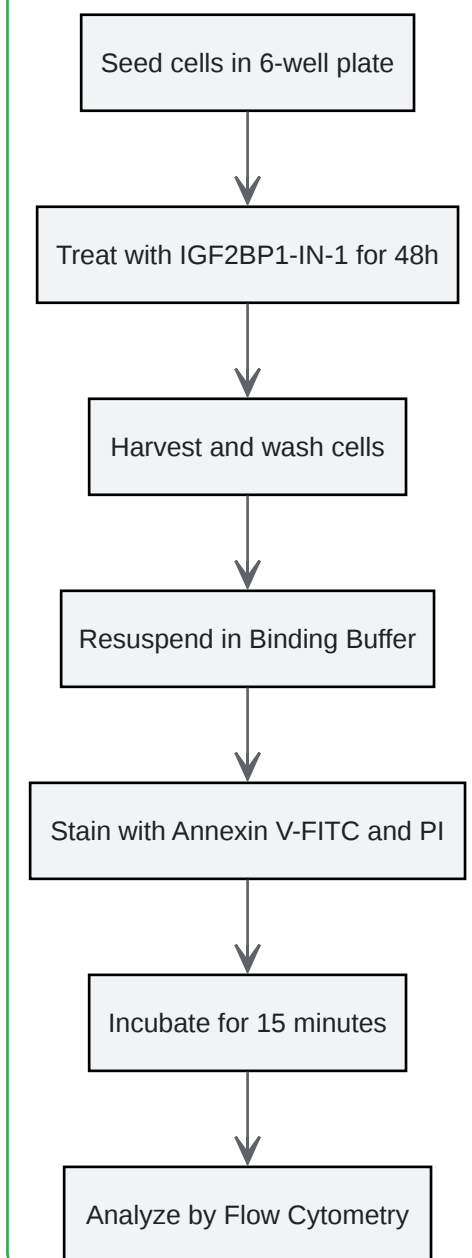 Seed cells in 6-well plate
Treat with IGF2BP1-IN-1 for 48h
Harvest and wash cells
Resuspend in Binding Buffer
Stain with Annexin V-FITC and PI
Incubate for 15 minutes
Analyze by Flow Cytometry